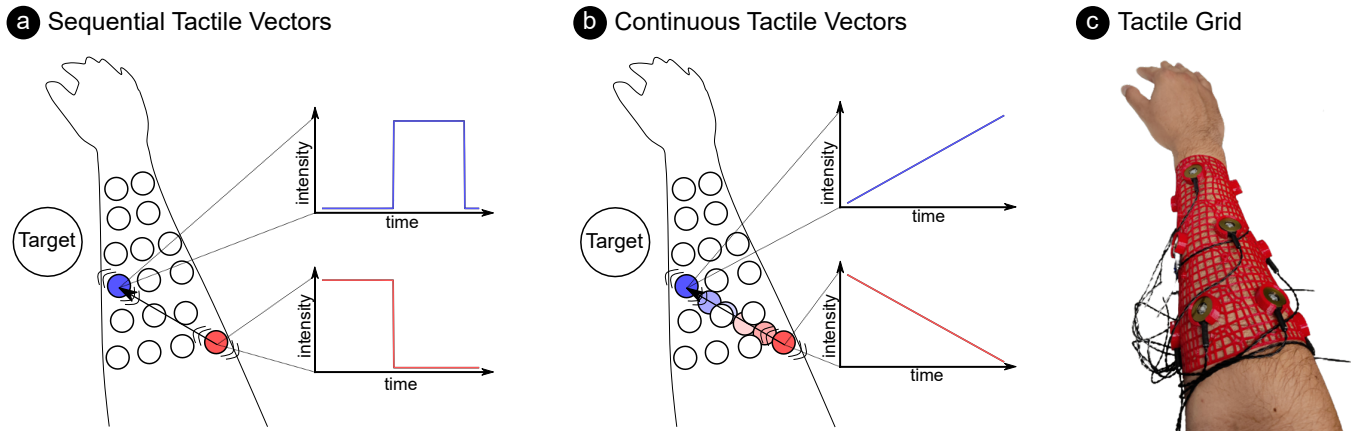 a Sequential Tactile Vectors
b Continuous Tactile Vectors
c Tactile Grid
Target
intensity
time
intensity
time
Target
intensity
time
intensity
time